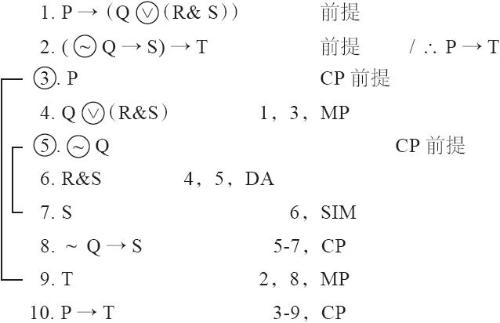 1. P → (Q ∨ (R& S)) 前提
2. (～Q → S) → T 前提 / ∴ P → T
③. P CP 前提
4. Q ∨ (R&S) 1, 3, MP
⑤. ～Q CP 前提
6. R&S 4, 5, DA
7. S 6, SIM
8. ～ Q → S 5-7, CP
9. T 2, 8, MP
10. P → T 3-9, CP